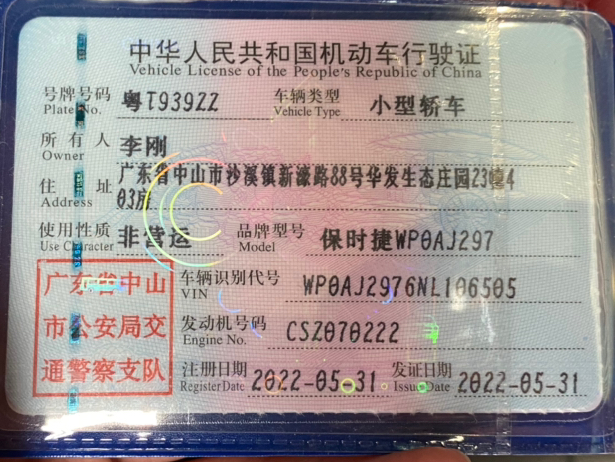 中华人民共和国机动车行驶证
Vehicle License of the People's Republic of China
号牌号码 粤T939ZZ 车辆类型 小型轿车
Plate No. Vehicle Type
所有人 李刚
Owner
住址 广东省中山市沙溪镇新濠路88号华发生态庄园23幢4
Address 03房
使用性质 非营运 品牌型号 保时捷WP0AJ297
Use Character Model
广东省中山
市公安局交
通警察支队
车辆识别代号 WP0AJ2976NL106505
VIN
发动机号码 CSZ070222
Engine No.
注册日期 2022-05-31 发证日期 2022-05-31
Register Date Issue Date